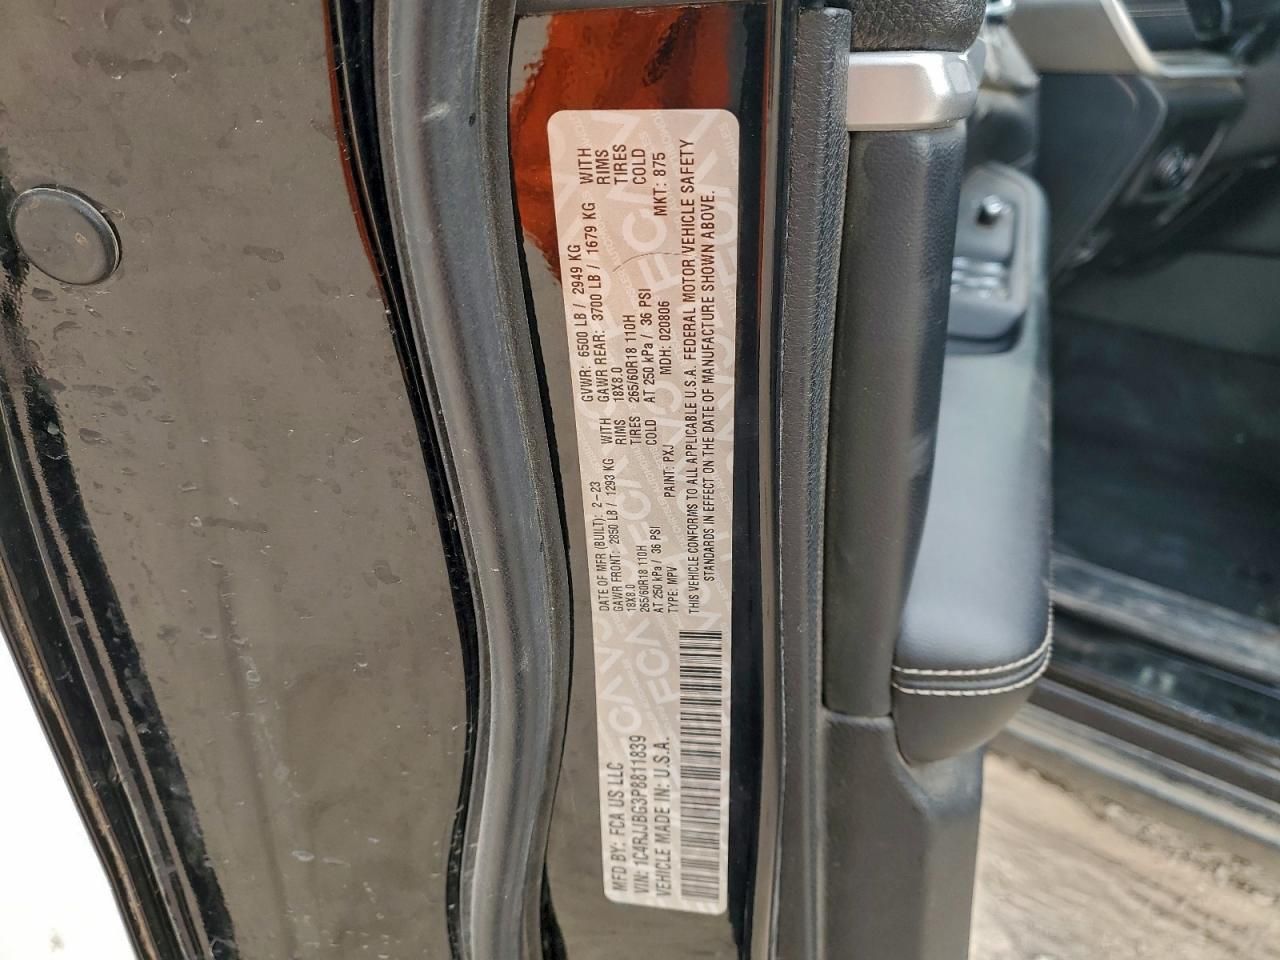 MFD BY: FCA US LLC
DATE OF MFR (BUILT): 2-23
GVWR: 6500 LB / 2949 KG
GAWR FRONT: 2850 LB / 1293 KG WITH
GAWR REAR: 3700 LB / 1679 KG WITH
18X8.0 RIMS
18X8.0 RIMS
265/60R18 110H TIRES
265/60R18 110H TIRES
AT 250 kPa / 36 PSI COLD
AT 250 kPa / 36 PSI COLD
VIN: 1C4RJJBG3P8811839
TYPE: MPV
PAINT: PXJ
MDH: 020806
MKT: 875
VEHICLE MADE IN: U.S.A.
THIS VEHICLE CONFORMS TO ALL APPLICABLE U.S.A. FEDERAL MOTOR VEHICLE SAFETY
STANDARDS IN EFFECT ON THE DATE OF MANUFACTURE SHOWN ABOVE.